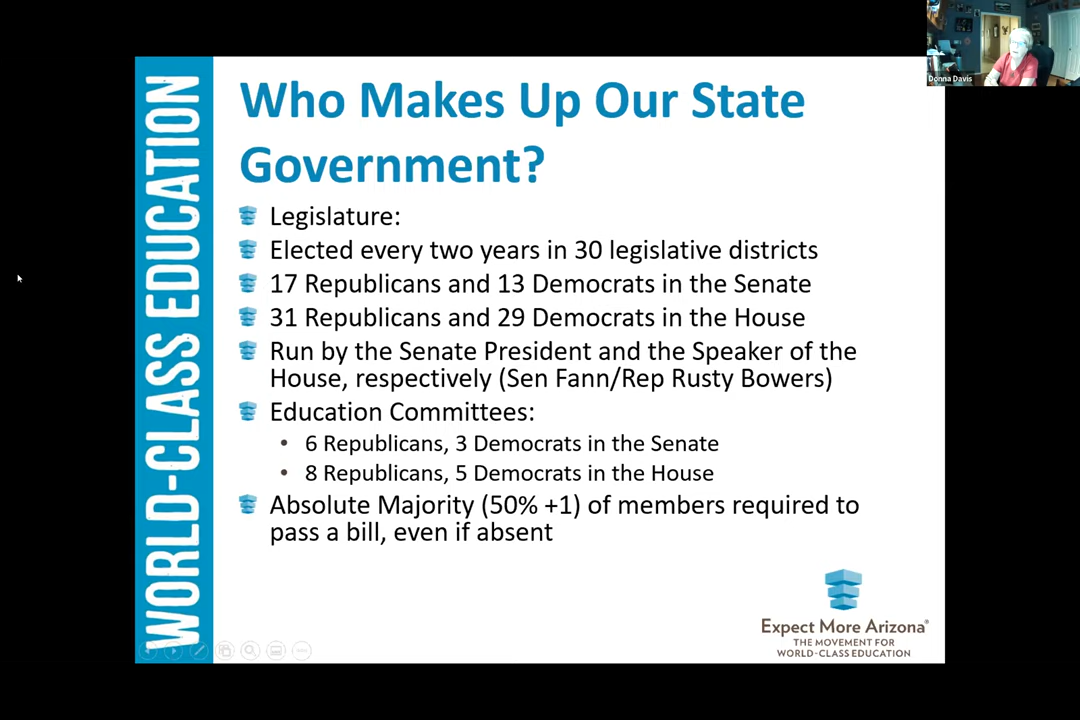 Donna Davis
WORLD-CLASS EDUCATION
Who Makes Up Our State
Government?
Legislature:
Elected every two years in 30 legislative districts
17 Republicans and 13 Democrats in the Senate
31 Republicans and 29 Democrats in the House
Run by the Senate President and the Speaker of the
House, respectively (Sen Fann/Rep Rusty Bowers)
Education Committees:
• 6 Republicans, 3 Democrats in the Senate
• 8 Republicans, 5 Democrats in the House
Absolute Majority (50% +1) of members required to
pass a bill, even if absent
Expect More Arizona®
THE MOVEMENT FOR
WORLD-CLASS EDUCATION